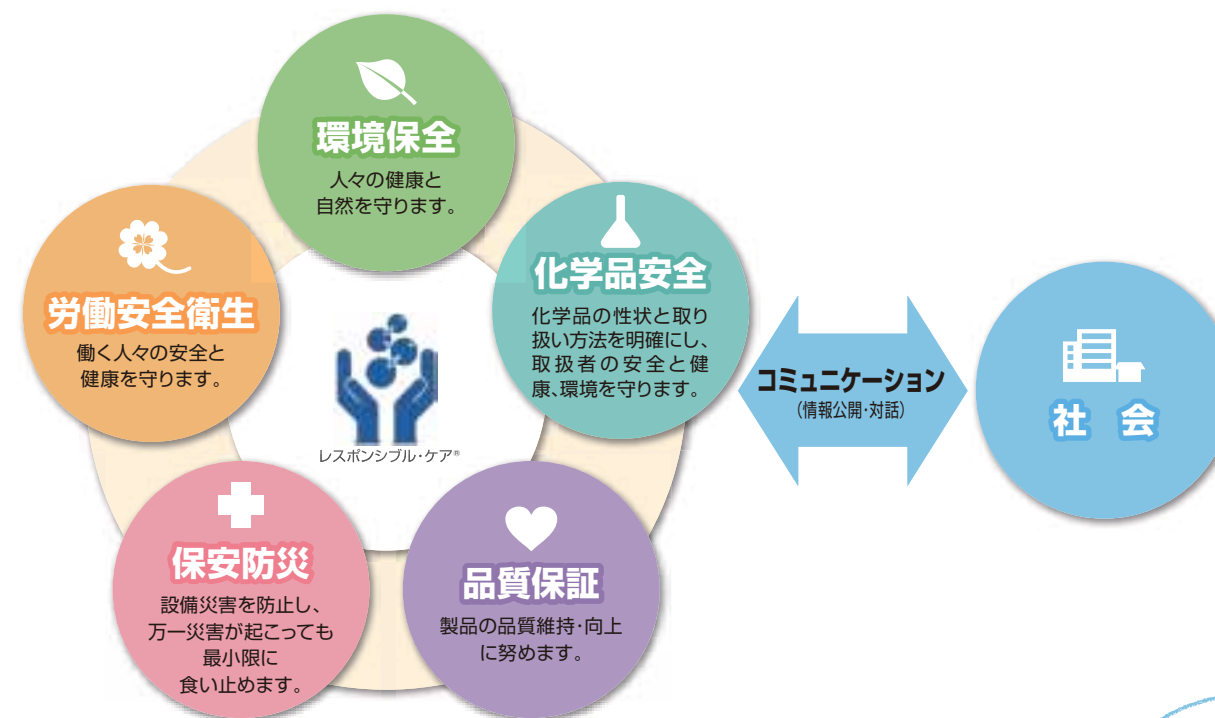 環境保全
人々の健康と
自然を守ります。
化学品安全
化学品の性状と取り
扱い方法を明確にし、
取扱者の安全と健
康、環境を守ります。
労働安全衛生
働く人々の安全と
健康を守ります。
レスポンシブル・ケア®
保安防災
設備災害を防止し、
万一災害が起こっても
最小限に
食い止めます。
品質保証
製品の品質維持・向上
に努めます。
コミュニケーション
（情報公開・対話）
社　会